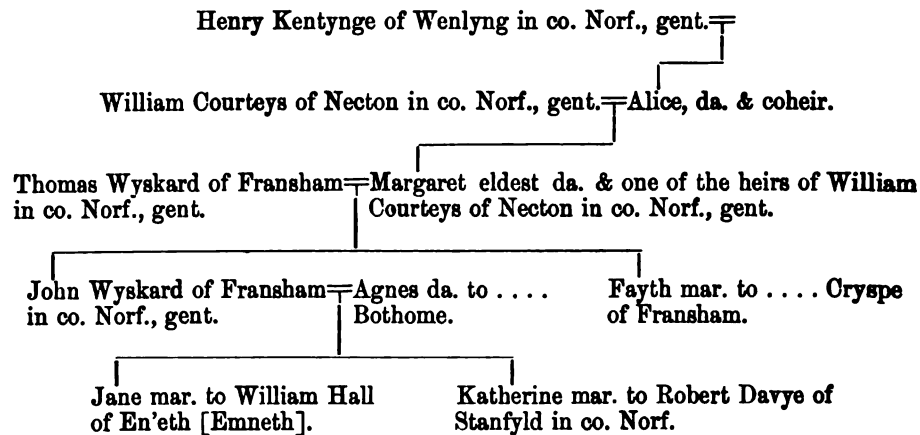 Henry Kentynge of Wenlyng in co. Norf., gent.
William Courteys of Necton in co. Norf., gent. Alice, da. & coheir.
Thomas Wyskard of Fransham Margaret eldest da. & one of the heirs of William
in co. Norf., gent. Courteys of Necton in co. Norf., gent.
John Wyskard of Fransham Agnes da. to . . . . Fayth mar. to . . . . Cryspe
in co. Norf., gent. Bothome. of Fransham.
Jane mar. to William Hall Katherine mar. to Robert Davye of
of En'eth [Emneth]. Stanfyld in co. Norf.